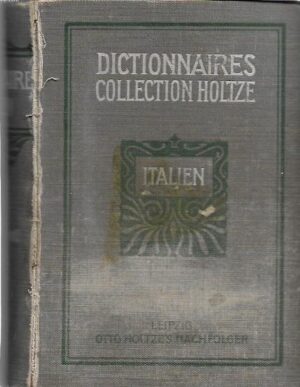 DICTIONNAIRES
COLLECTION HOLTZE
ITALIEN
LEIPZIG
OTTO HOLTZE'S NACHFOLGER